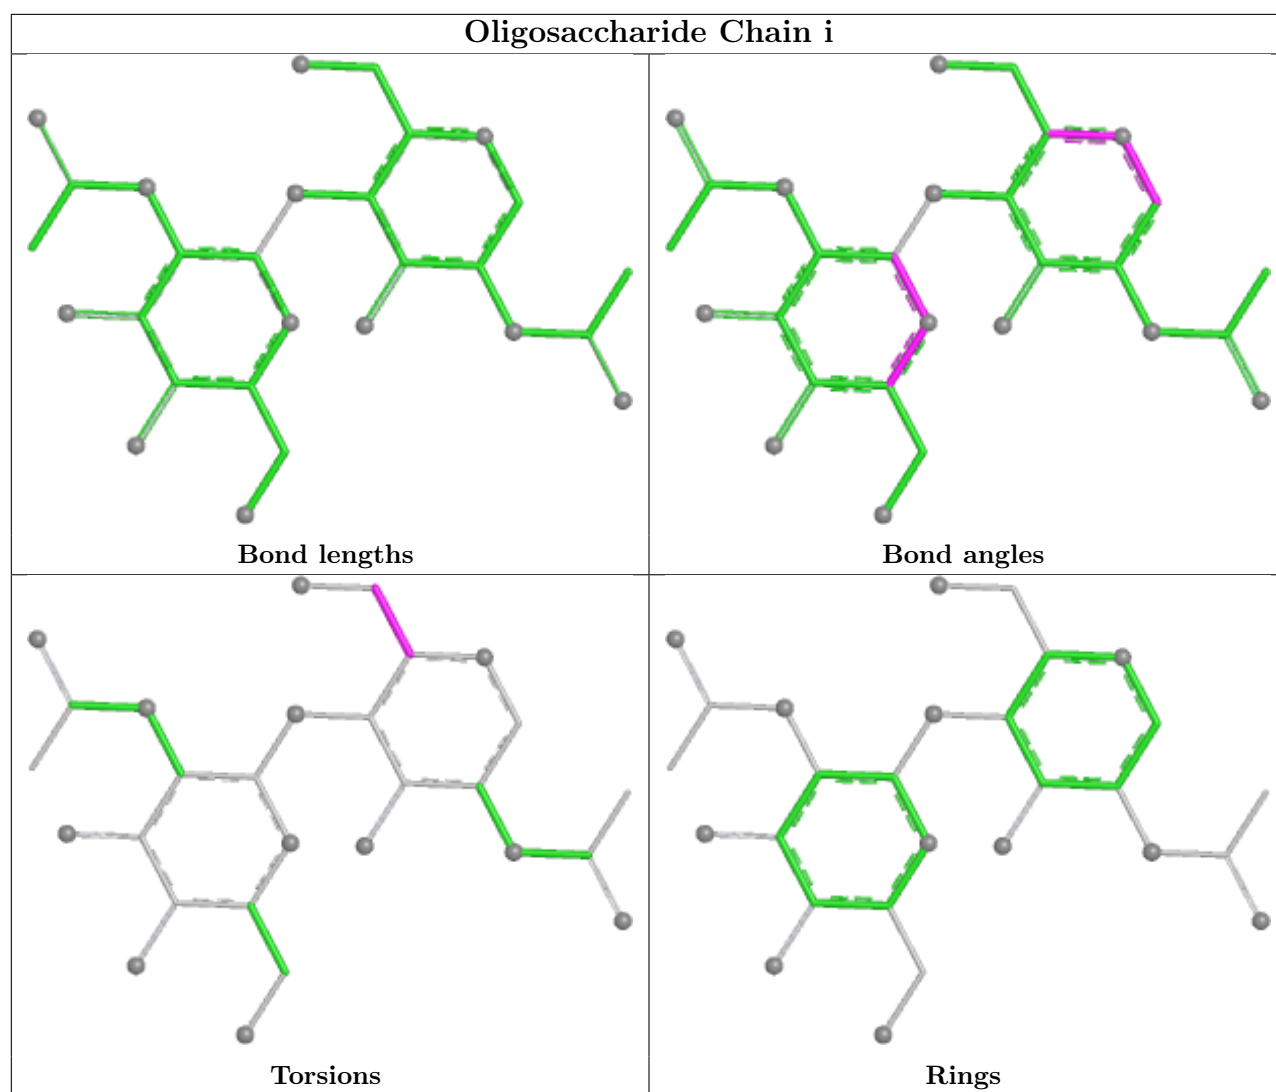 Oligosaccharide Chain i
Bond lengths
Bond angles
Torsions
Rings